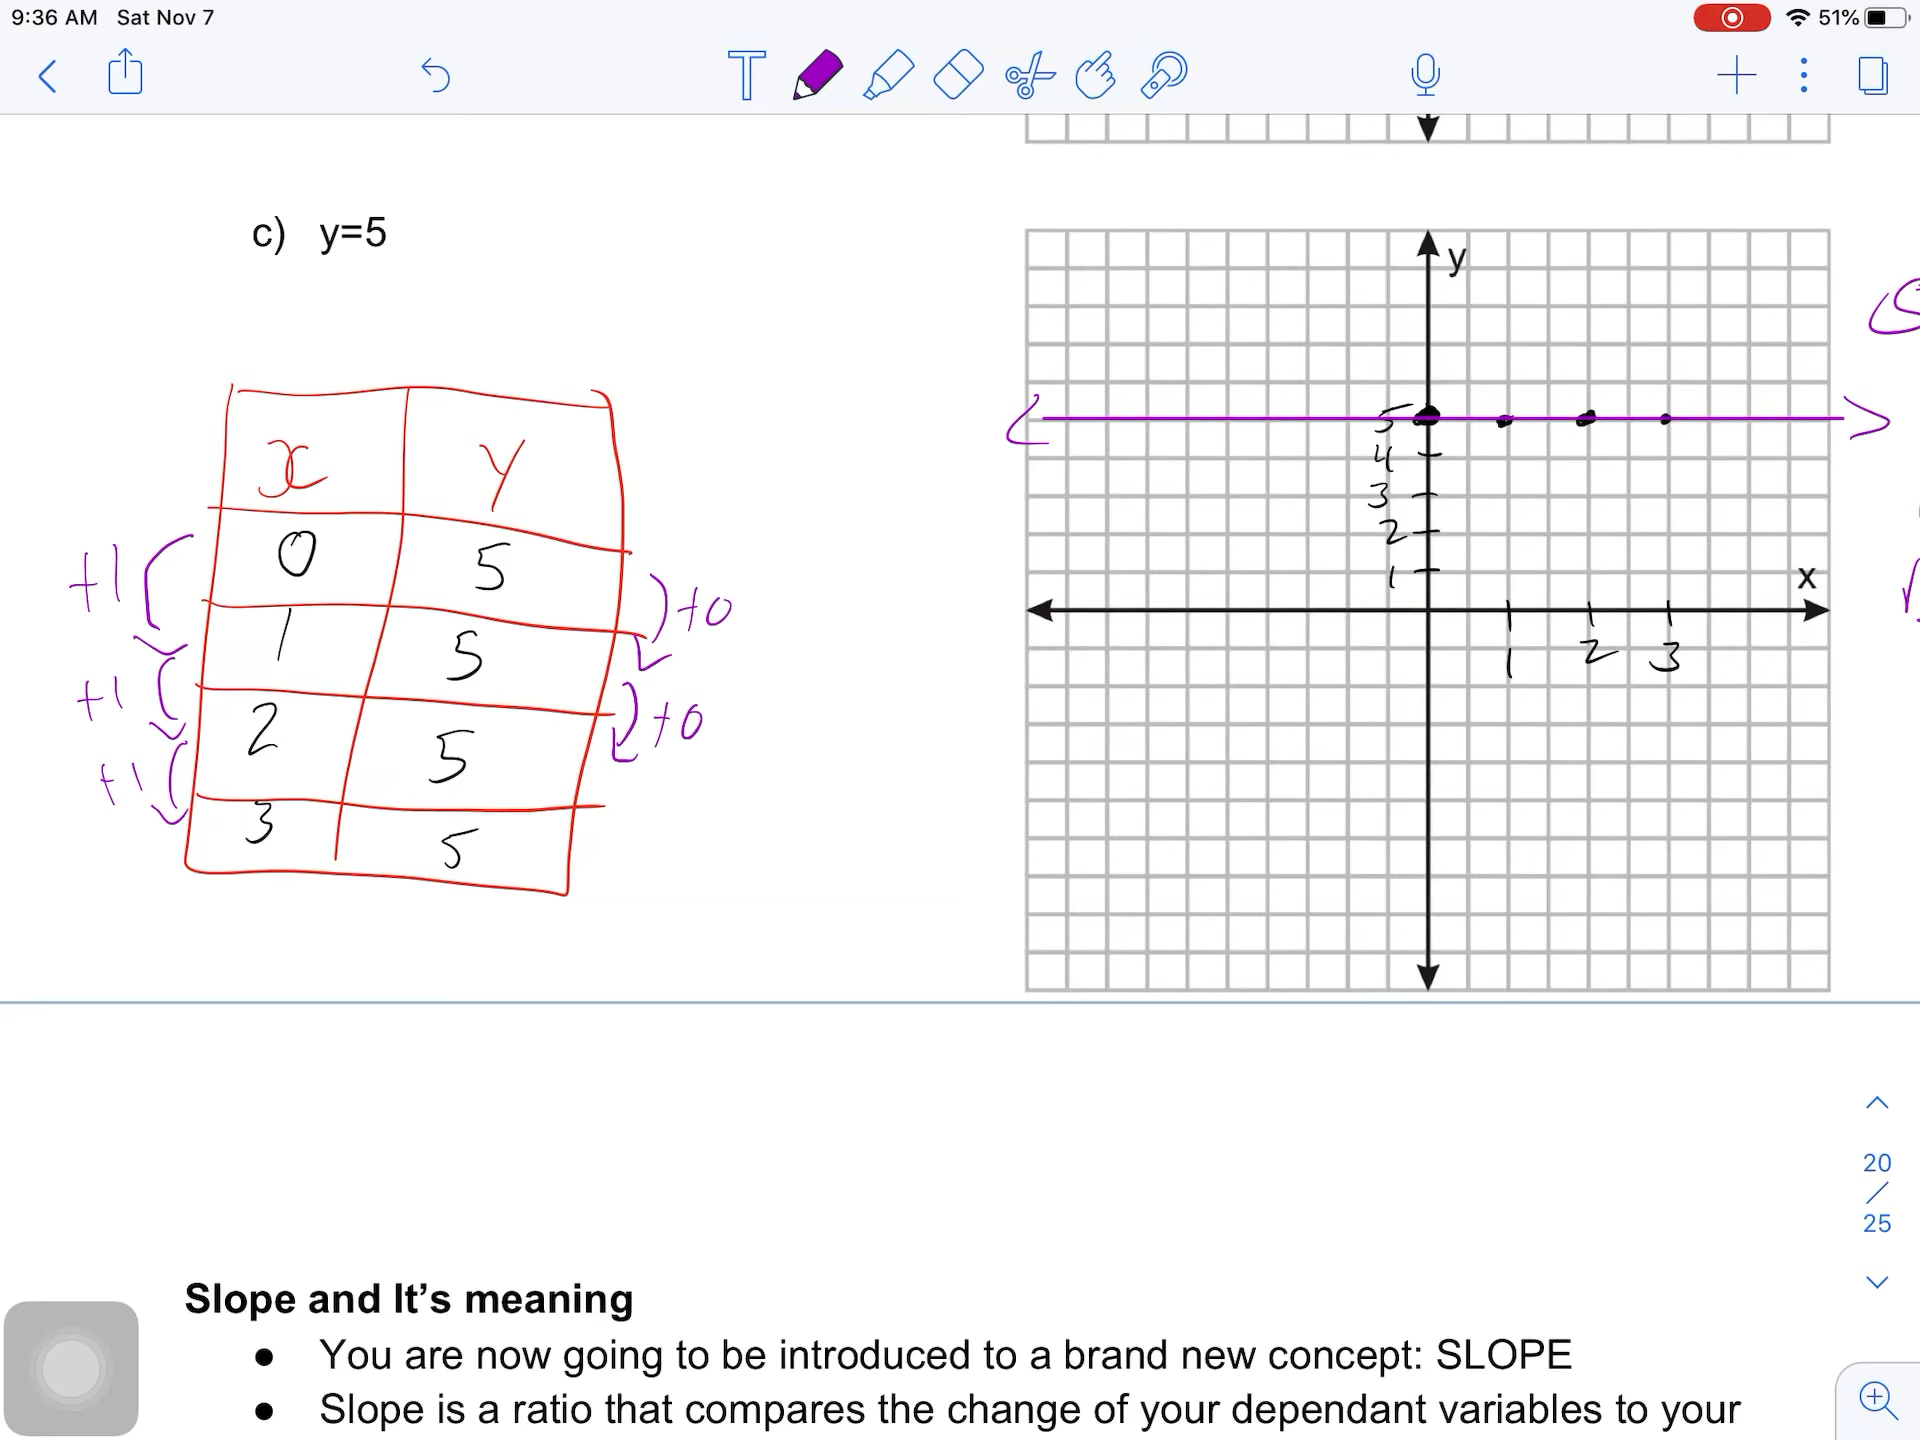 9:36 AM Sat Nov 7
51%
T
c) y=5
y
x y
0 5
1 5
2 5
3 5
+1
+1
+1
+0
+0
5
4
3
2
1
x
1 2 3
20
/
25
Slope and It’s meaning
● You are now going to be introduced to a brand new concept: SLOPE
● Slope is a ratio that compares the change of your dependant variables to your